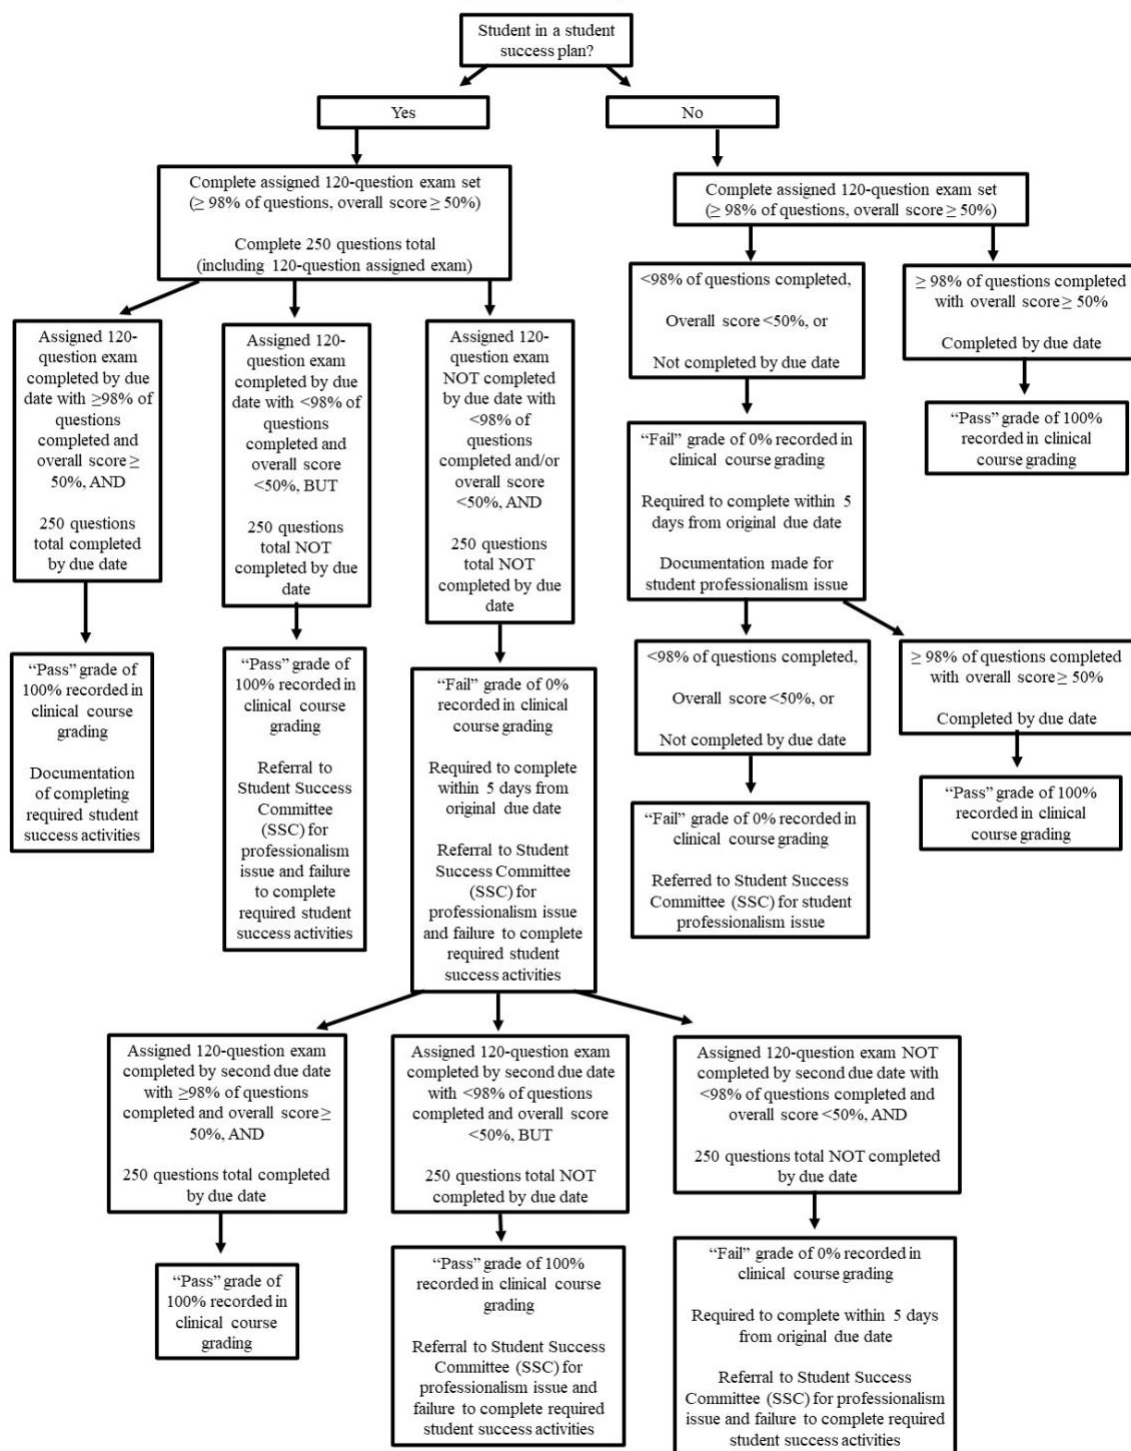 Student in a student
success plan?
Yes
No
Complete assigned 120-question exam set
(≥ 98% of questions, overall score ≥ 50%)
Complete 250 questions total
(including 120-question assigned exam)
Complete assigned 120-question exam set
(≥ 98% of questions, overall score ≥ 50%)
Assigned 120-
question exam
completed by due
date with ≥98% of
questions
completed and
overall score ≥
50%, AND
250 questions
total completed
by due date
Assigned 120-
question exam
completed by due
date with <98% of
questions
completed and
overall score
<50%, BUT
250 questions
total NOT
completed by due
date
Assigned 120-
question exam
NOT completed
by due date with
<98% of
questions
completed and/or
overall score
<50%, AND
250 questions
total NOT
completed by due
date
<98% of questions completed,
Overall score <50%, or
Not completed by due date
≥ 98% of questions completed
with overall score ≥ 50%
Completed by due date
“Pass” grade of
100% recorded in
clinical course
grading
Documentation
of completing
required student
success activities
“Pass” grade of
100% recorded in
clinical course
grading
Referral to
Student Success
Committee
(SSC) for
professionalism
issue and failure
to complete
required student
success activities
“Fail” grade of 0%
recorded in clinical
course grading
Required to complete
within 5 days from
original due date
Referral to Student
Success Committee
(SSC) for
professionalism issue
and failure to complete
required student
success activities
“Fail” grade of 0% recorded in
clinical course grading
Required to complete within 5
days from original due date
Documentation made for
student professionalism issue
“Pass” grade of 100%
recorded in clinical
course grading
<98% of questions completed,
Overall score <50%, or
Not completed by due date
≥ 98% of questions completed
with overall score ≥ 50%
Completed by due date
“Fail” grade of 0% recorded in
clinical course grading
Referred to Student Success
Committee (SSC) for student
professionalism issue
“Pass” grade of 100%
recorded in clinical
course grading
Assigned 120-question exam
completed by second due date
with ≥98% of questions
completed and overall score ≥
50%, AND
250 questions total completed
by due date
Assigned 120-question exam
completed by second due date
with <98% of questions
completed and overall score
<50%, BUT
250 questions total NOT
completed by due date
Assigned 120-question exam NOT
completed by second due date with
<98% of questions completed and
overall score <50%, AND
250 questions total NOT completed
by due date
“Pass” grade of
100% recorded in
clinical course
grading
“Pass” grade of 100%
recorded in clinical course
grading
Referral to Student Success
Committee (SSC) for
professionalism issue and
failure to complete required
student success activities
“Fail” grade of 0% recorded in
clinical course grading
Required to complete within 5 days
from original due date
Referral to Student Success
Committee (SSC) for professionalism
issue and failure to complete required
student success activities